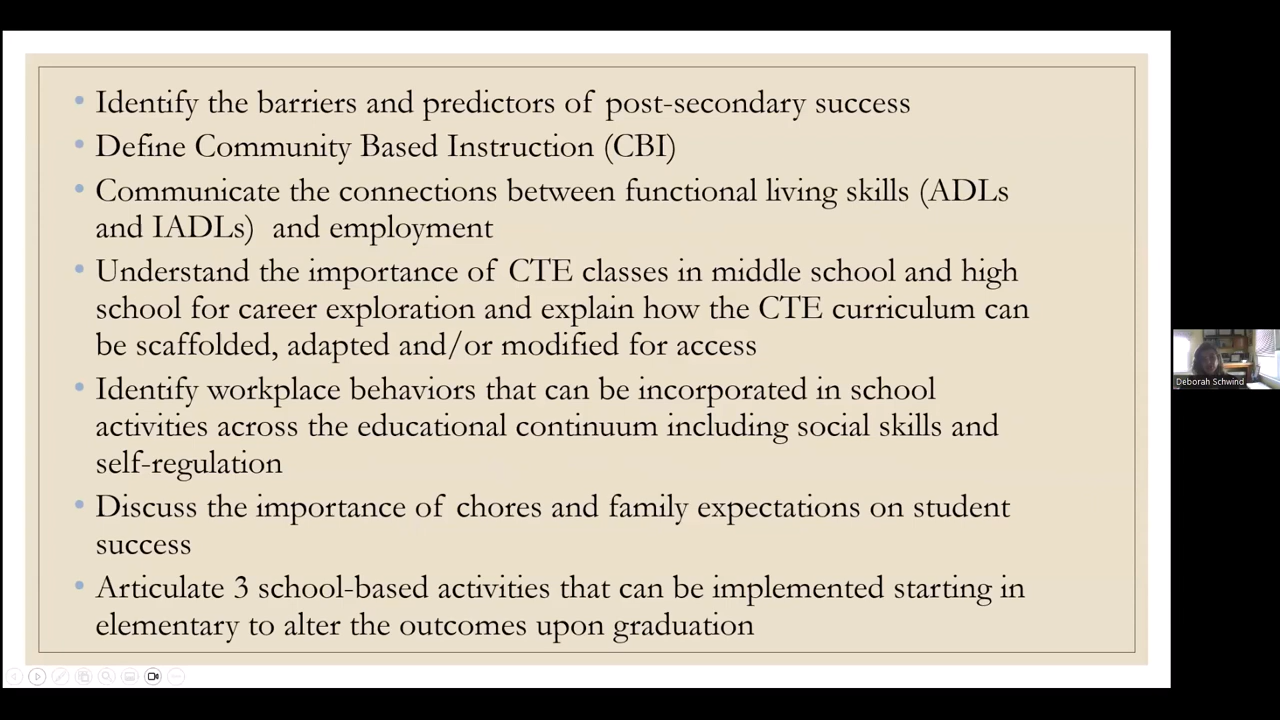 • Identify the barriers and predictors of post-secondary success
• Define Community Based Instruction (CBI)
• Communicate the connections between functional living skills (ADLs
and IADLs)  and employment
• Understand the importance of CTE classes in middle school and high
school for career exploration and explain how the CTE curriculum can
be scaffolded, adapted and/or modified for access
• Identify workplace behaviors that can be incorporated in school
activities across the educational continuum including social skills and
self-regulation
• Discuss the importance of chores and family expectations on student
success
• Articulate 3 school-based activities that can be implemented starting in
elementary to alter the outcomes upon graduation
Deborah Schwind